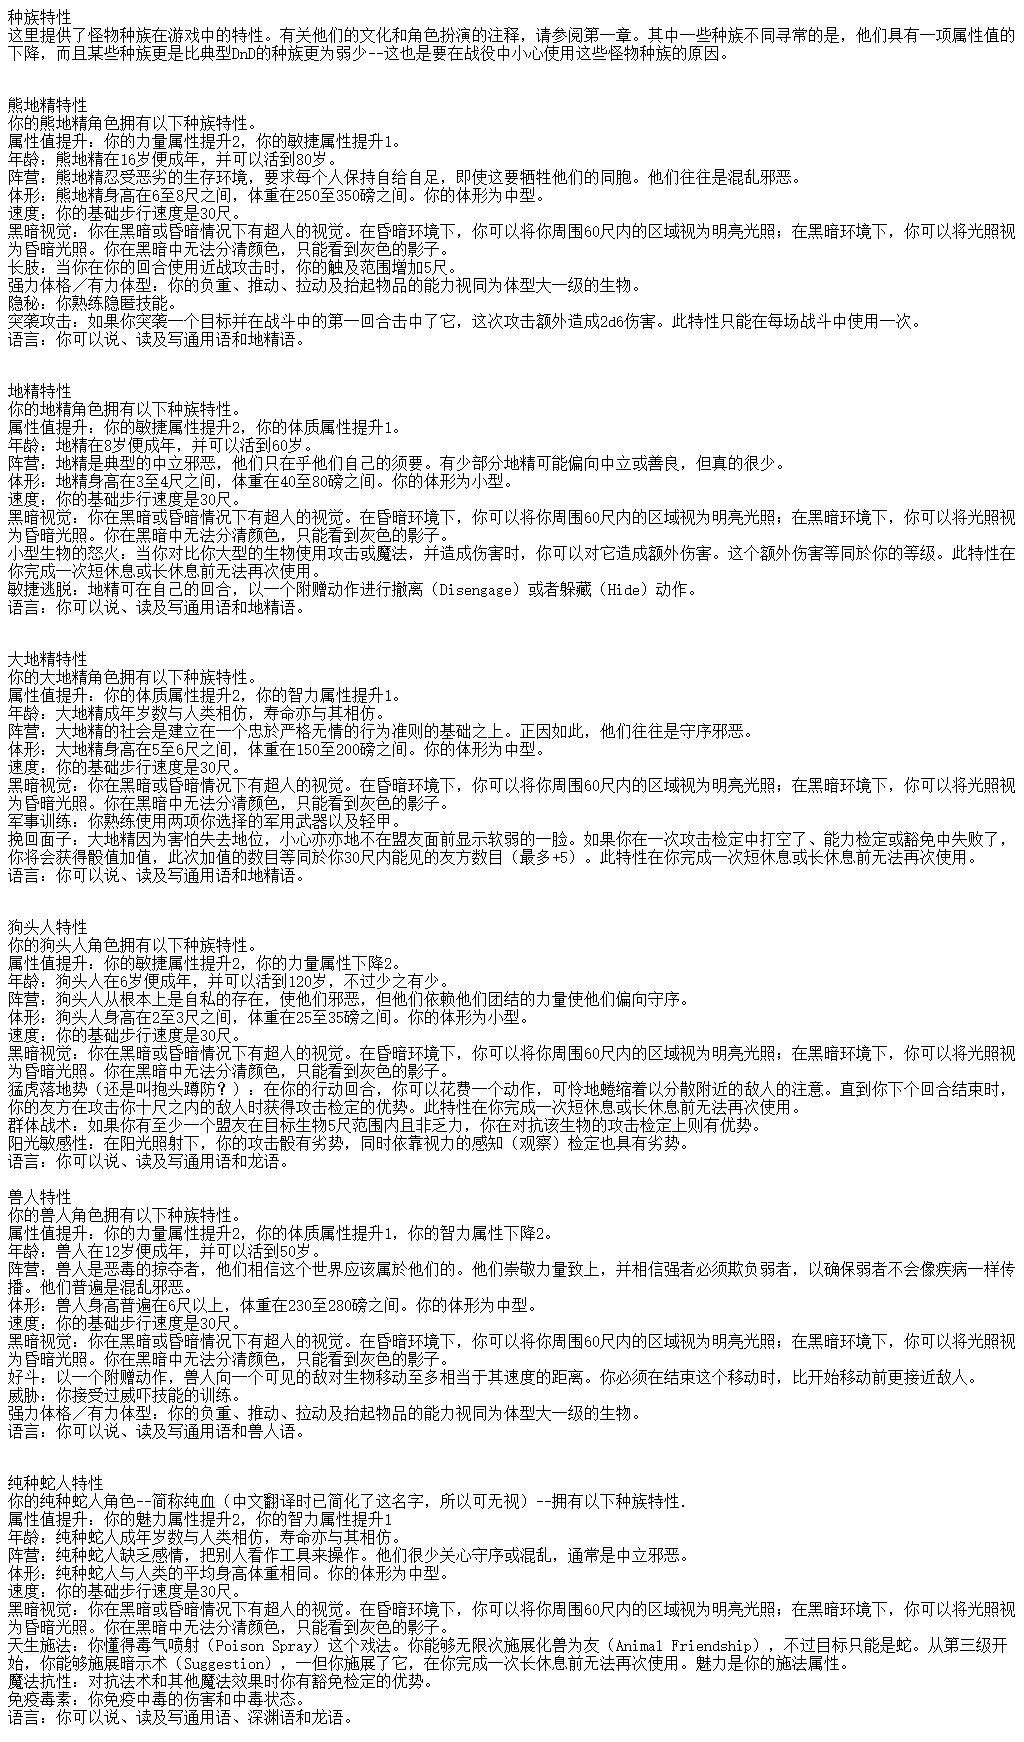 种族特性
这里提供了怪物种族在游戏中的特性。有关他们的文化和角色扮演的注释，请参阅第一章。其中一些种族不同寻常的是，他们具有一项属性值的
下降，而且某些种族更是比典型DnD的种族更为弱少--这也是要在战役中小心使用这些怪物种族的原因。
熊地精特性
你的熊地精角色拥有以下种族特性。
属性值提升：你的力量属性提升2，你的敏捷属性提升1。
年龄：熊地精在16岁便成年，并可以活到80岁。
阵营：熊地精忍受恶劣的生存环境，要求每个人保持自给自足，即使这要牺牲他们的同胞。他们往往是混乱邪恶。
体形：熊地精身高在6至8尺之间，体重在250至350磅之间。你的体形为中型。
速度：你的基础步行速度是30尺。
黑暗视觉：你在黑暗或昏暗情况下有超人的视觉。在昏暗环境下，你可以将你周围60尺内的区域视为明亮光照；在黑暗环境下，你可以将光照视
为昏暗光照。你在黑暗中无法分清颜色，只能看到灰色的影子。
长肢：当你在你的回合使用近战攻击时，你的触及范围增加5尺。
强力体格／有力体型：你的负重、推动、拉动及抬起物品的能力视同为体型大一级的生物。
隐秘：你熟练隐匿技能。
突袭攻击：如果你突袭一个目标并在战斗中的第一回合击中了它，这次攻击额外造成2d6伤害。此特性只能在每场战斗中使用一次。
语言：你可以说、读及写通用语和地精语。
地精特性
你的地精角色拥有以下种族特性。
属性值提升：你的敏捷属性提升2，你的体质属性提升1。
年龄：地精在8岁便成年，并可以活到60岁。
阵营：地精是典型的中立邪恶，他们只在乎他们自己的须要。有少部分地精可能偏向中立或善良，但真的很少。
体形：地精身高在3至4尺之间，体重在40至80磅之间。你的体形为小型。
速度：你的基础步行速度是30尺。
黑暗视觉：你在黑暗或昏暗情况下有超人的视觉。在昏暗环境下，你可以将你周围60尺内的区域视为明亮光照；在黑暗环境下，你可以将光照视
为昏暗光照。你在黑暗中无法分清颜色，只能看到灰色的影子。
小型生物的怒火：当你对比你大型的生物使用攻击或魔法，并造成伤害时，你可以对它造成额外伤害。这个额外伤害等同於你的等级。此特性在
你完成一次短休息或长休息前无法再次使用。
敏捷逃脱：地精可在自己的回合，以一个附赠动作进行撤离（Disengage）或者躲藏（Hide）动作。
语言：你可以说、读及写通用语和地精语。
大地精特性
你的大地精角色拥有以下种族特性。
属性值提升：你的体质属性提升2，你的智力属性提升1。
年龄：大地精成年岁数与人类相仿，寿命亦与其相仿。
阵营：大地精的社会是建立在一个忠於严格无情的行为准则的基础之上。正因如此，他们往往是守序邪恶。
体形：大地精身高在5至6尺之间，体重在150至200磅之间。你的体形为中型。
速度：你的基础步行速度是30尺。
黑暗视觉：你在黑暗或昏暗情况下有超人的视觉。在昏暗环境下，你可以将你周围60尺内的区域视为明亮光照；在黑暗环境下，你可以将光照视
为昏暗光照。你在黑暗中无法分清颜色，只能看到灰色的影子。
军事训练：你熟练使用两项你选择的军用武器以及轻甲。
挽回面子：大地精因为害怕失去地位，小心亦亦地不在盟友面前显示软弱的一脸。如果你在一次攻击检定中打空了、能力检定或豁免中失败了，
你将会获得骰值加值，此次加值的数目等同於你30尺内能见的友方数目（最多+5）。此特性在你完成一次短休息或长休息前无法再次使用。
语言：你可以说、读及写通用语和地精语。
狗头人特性
你的狗头人角色拥有以下种族特性。
属性值提升：你的敏捷属性提升2，你的力量属性下降2。
年龄：狗头人在6岁便成年，并可以活到120岁，不过少之有少。
阵营：狗头人从根本上是自私的存在，使他们邪恶，但他们依赖他们团结的力量使他们偏向守序。
体形：狗头人身高在2至3尺之间，体重在25至35磅之间。你的体形为小型。
速度：你的基础步行速度是30尺。
黑暗视觉：你在黑暗或昏暗情况下有超人的视觉。在昏暗环境下，你可以将你周围60尺内的区域视为明亮光照；在黑暗环境下，你可以将光照视
为昏暗光照。你在黑暗中无法分清颜色，只能看到灰色的影子。
猛虎落地势（还是叫抱头蹲防？）：在你的行动回合，你可以花费一个动作，可怜地蜷缩着以分散附近的敌人的注意。直到你下个回合结束时，
你的友方在攻击你十尺之内的敌人时获得攻击检定的优势。此特性在你完成一次短休息或长休息前无法再次使用。
群体战术：如果你有至少一个盟友在目标生物5尺范围内且非乏力，你在对抗该生物的攻击检定上则有优势。
阳光敏感性：在阳光照射下，你的攻击骰有劣势，同时依靠视力的感知（观察）检定也具有劣势。
语言：你可以说、读及写通用语和龙语。
兽人特性
你的兽人角色拥有以下种族特性。
属性值提升：你的力量属性提升2，你的体质属性提升1，你的智力属性下降2。
年龄：兽人在12岁便成年，并可以活到50岁。
阵营：兽人是恶毒的掠夺者，他们相信这个世界应该属於他们的。他们崇敬力量致上，并相信强者必须欺负弱者，以确保弱者不会像疾病一样传
播。他们普遍是混乱邪恶。
体形：兽人身高普遍在6尺以上，体重在230至280磅之间。你的体形为中型。
速度：你的基础步行速度是30尺。
黑暗视觉：你在黑暗或昏暗情况下有超人的视觉。在昏暗环境下，你可以将你周围60尺内的区域视为明亮光照；在黑暗环境下，你可以将光照视
为昏暗光照。你在黑暗中无法分清颜色，只能看到灰色的影子。
好斗：以一个附赠动作，兽人向一个可见的敌对生物移动至多相当于其速度的距离。你必须在结束这个移动时，比开始移动前更接近敌人。
威胁：你接受过威吓技能的训练。
强力体格／有力体型：你的负重、推动、拉动及抬起物品的能力视同为体型大一级的生物。
语言：你可以说、读及写通用语和兽人语。
纯种蛇人特性
你的纯种蛇人角色--简称纯血（中文翻译时已简化了这名字，所以可无视）--拥有以下种族特性.
属性值提升：你的魅力属性提升2，你的智力属性提升1
年龄：纯种蛇人成年岁数与人类相仿，寿命亦与其相仿。
阵营：纯种蛇人缺乏感情，把别人看作工具来操作。他们很少关心守序或混乱，通常是中立邪恶。
体形：纯种蛇人与人类的平均身高体重相同。你的体形为中型。
速度：你的基础步行速度是30尺。
黑暗视觉：你在黑暗或昏暗情况下有超人的视觉。在昏暗环境下，你可以将你周围60尺内的区域视为明亮光照；在黑暗环境下，你可以将光照视
为昏暗光照。你在黑暗中无法分清颜色，只能看到灰色的影子。
天生施法：你懂得毒气喷射（Poison Spray）这个戏法。你能够无限次施展化兽为友（Animal Friendship），不过目标只能是蛇。从第三级开
始，你能够施展暗示术（Suggestion），一但你施展了它，在你完成一次长休息前无法再次使用。魅力是你的施法属性。
魔法抗性：对抗法术和其他魔法效果时你有豁免检定的优势。
免疫毒素：你免疫中毒的伤害和中毒状态。
语言：你可以说、读及写通用语、深渊语和龙语。